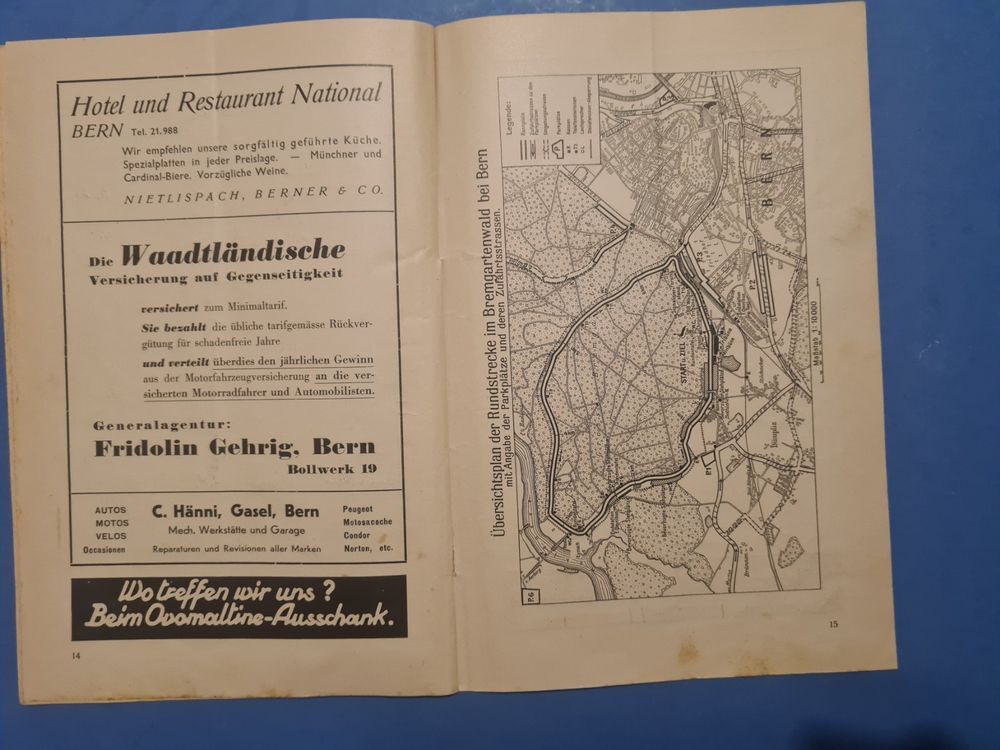 Hotel und Restaurant National
BERN Tel. 21.988
Wir empfehlen unsere sorgfältig geführte Küche.
Spezialplatten in jeder Preislage. — Münchner und
Cardinal-Biere. Vorzügliche Weine.
NIETLISPACH, BERNER & CO.
Die Waadtländische
Versicherung auf Gegenseitigkeit
versichert zum Minimaltarif.
Sie bezahlt die übliche tarifgemässe Rückver-
gütung für schadenfreie Jahre
und verteilt überdies den jährlichen Gewinn
aus der Motorfahrzeugversicherung an die ver-
sicherten Motorradfahrer und Automobilisten.
Generalagentur:
Fridolin Gehrig, Bern
Bollwerk 19
AUTOS
MOTOS
VELOS
Occasionen
C. Hänni, Gasel, Bern
Mech. Werkstätte und Garage
Reparaturen und Revisionen aller Marken
Peugeot
Motosacoche
Condor
Norton, etc.
Wo treffen wir uns?
Beim Ovomaltine-Ausschank.
14
Übersichtsplan der Rundstrecke im Bremgartenwald bei Bern
mit Angabe der Parkplätze und deren Zufahrtsstrassen.
Legende:
Parkplätze
START u. ZIEL
P.1
P.2
P.3
P.6
BERN
Bümpliz
Maßstab 1:10000
15